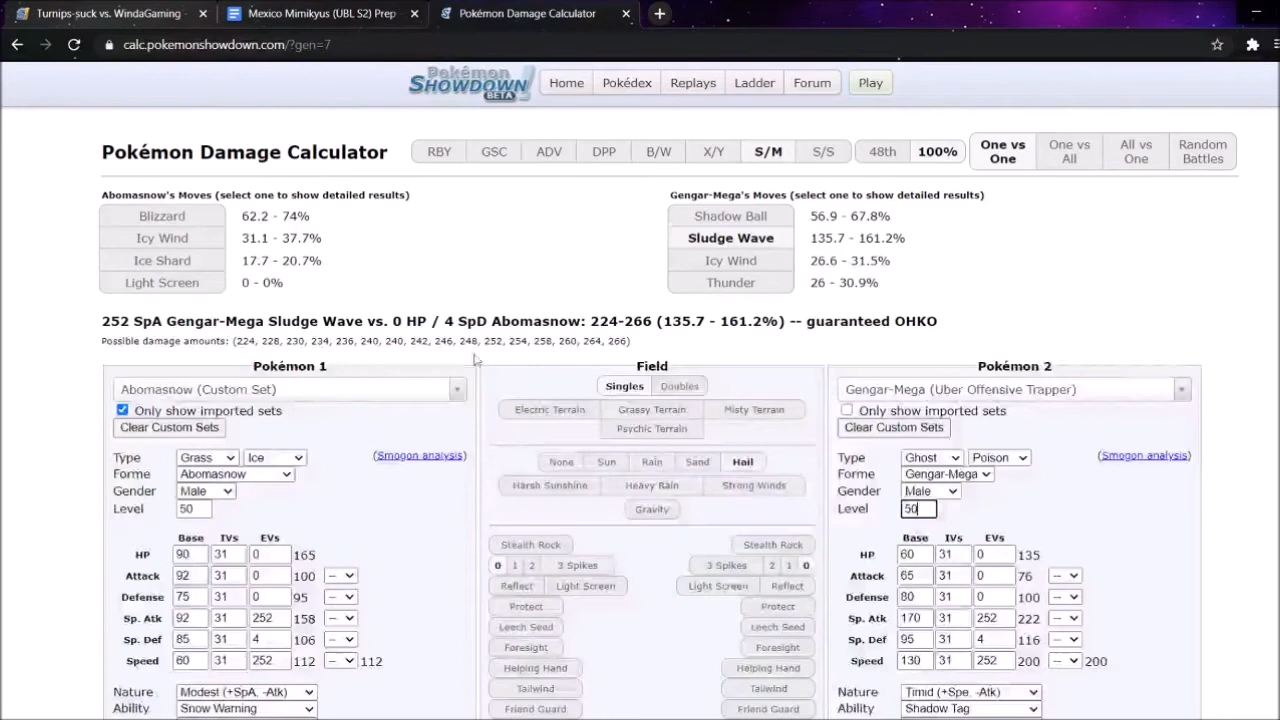 Turnips-suck vs. WindaGaming -
Mexico Mimikyus (UBL S2) Prep
Pokémon Damage Calculator
calc.pokemonshowdown.com/?gen=7
Pokémon
SHOWDOWN!
BETA
Home Pokédex Replays Ladder Forum Play
Pokémon Damage Calculator
RBY GSC ADV DPP B/W X/Y S/M S/S 48th 100%
One vs One
One vs All
All vs One
Random Battles
Abomasnow's Moves (select one to show detailed results)
Blizzard 62.2 - 74%
Icy Wind 31.1 - 37.7%
Ice Shard 17.7 - 20.7%
Light Screen 0 - 0%
Gengar-Mega's Moves (select one to show detailed results)
Shadow Ball 56.9 - 67.8%
Sludge Wave 135.7 - 161.2%
Icy Wind 26.6 - 31.5%
Thunder 26 - 30.9%
252 SpA Gengar-Mega Sludge Wave vs. 0 HP / 4 SpD Abomasnow: 224-266 (135.7 - 161.2%) -- guaranteed OHKO
Possible damage amounts: (224, 228, 230, 234, 236, 240, 240, 242, 246, 248, 252, 254, 258, 260, 264, 266)
Pokémon 1
Abomasnow (Custom Set)
Only show imported sets
Clear Custom Sets
Type Grass Ice (Smogon analysis)
Forme Abomasnow
Gender Male
Level 50
Base IVs EVs
HP 90 31 0 165
Attack 92 31 0 100 --
Defense 75 31 0 95 --
Sp. Atk 92 31 252 158 --
Sp. Def 85 31 4 106 --
Speed 60 31 252 112 -- 112
Nature Modest (+SpA, -Atk)
Ability Snow Warning
Field
Singles Doubles
Electric Terrain Grassy Terrain Misty Terrain
Psychic Terrain
None Sun Rain Sand Hail
Harsh Sunshine Heavy Rain Strong Winds
Gravity
Stealth Rock Stealth Rock
0 1 2 3 Spikes 3 Spikes 2 1 0
Reflect Light Screen Light Screen Reflect
Protect Protect
Leech Seed Leech Seed
Foresight Foresight
Helping Hand Helping Hand
Tailwind Tailwind
Friend Guard Friend Guard
Pokémon 2
Gengar-Mega (Uber Offensive Trapper)
Only show imported sets
Clear Custom Sets
Type Ghost Poison (Smogon analysis)
Forme Gengar-Mega
Gender Male
Level 50
Base IVs EVs
HP 60 31 0 135
Attack 65 31 0 76 --
Defense 80 31 0 100 --
Sp. Atk 170 31 252 222 --
Sp. Def 95 31 4 116 --
Speed 130 31 252 200 -- 200
Nature Timid (+Spe, -Atk)
Ability Shadow Tag